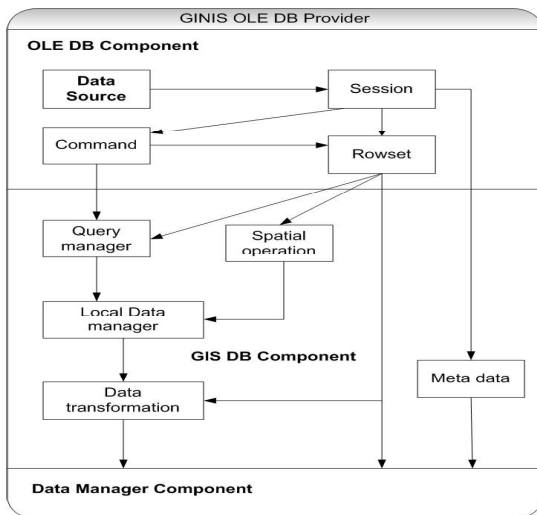 GINIS OLE DB Provider
OLE DB Component
Data
Source
Session
Command
Rowset
Query
manager
Spatial
operation
Local Data
manager
GIS DB Component
Data
transformation
Meta data
Data Manager Component